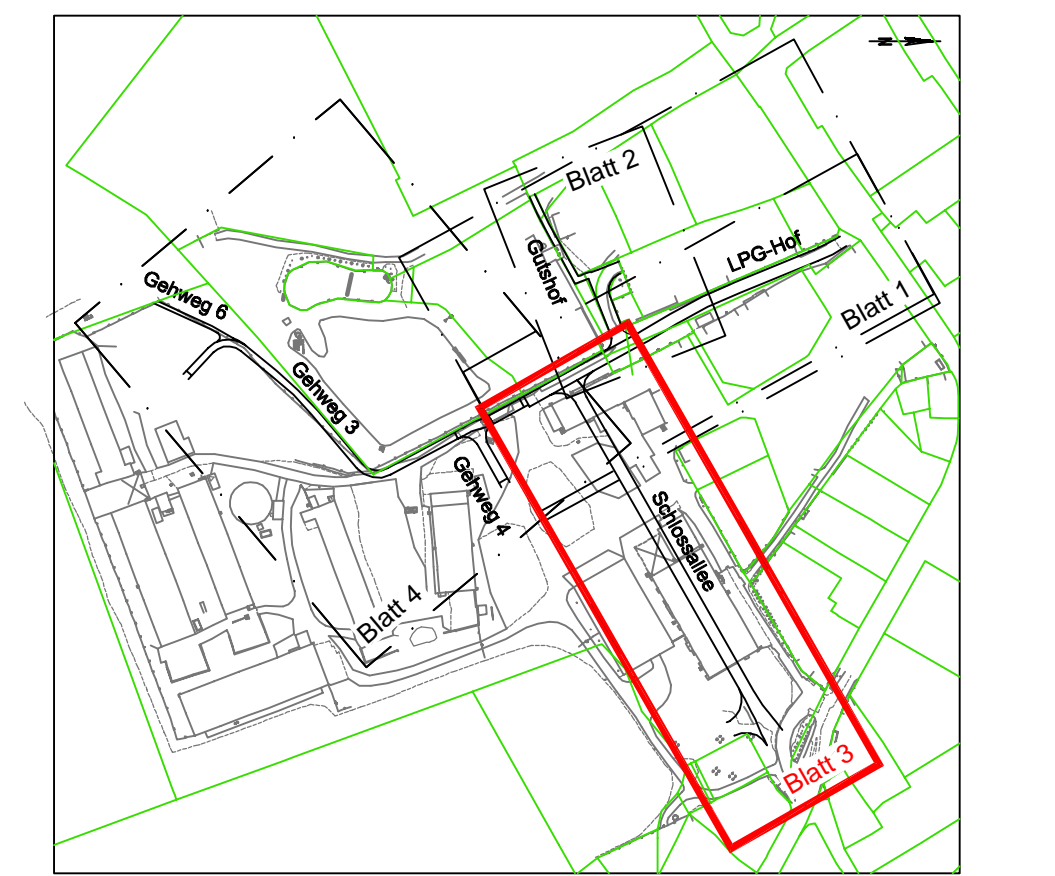 N
Blatt 2
Gutshof
LPG-Hof
Gehweg 6
Blatt 1
Gehweg 3
Gehweg 4
Schlossallee
Blatt 4
Blatt 3